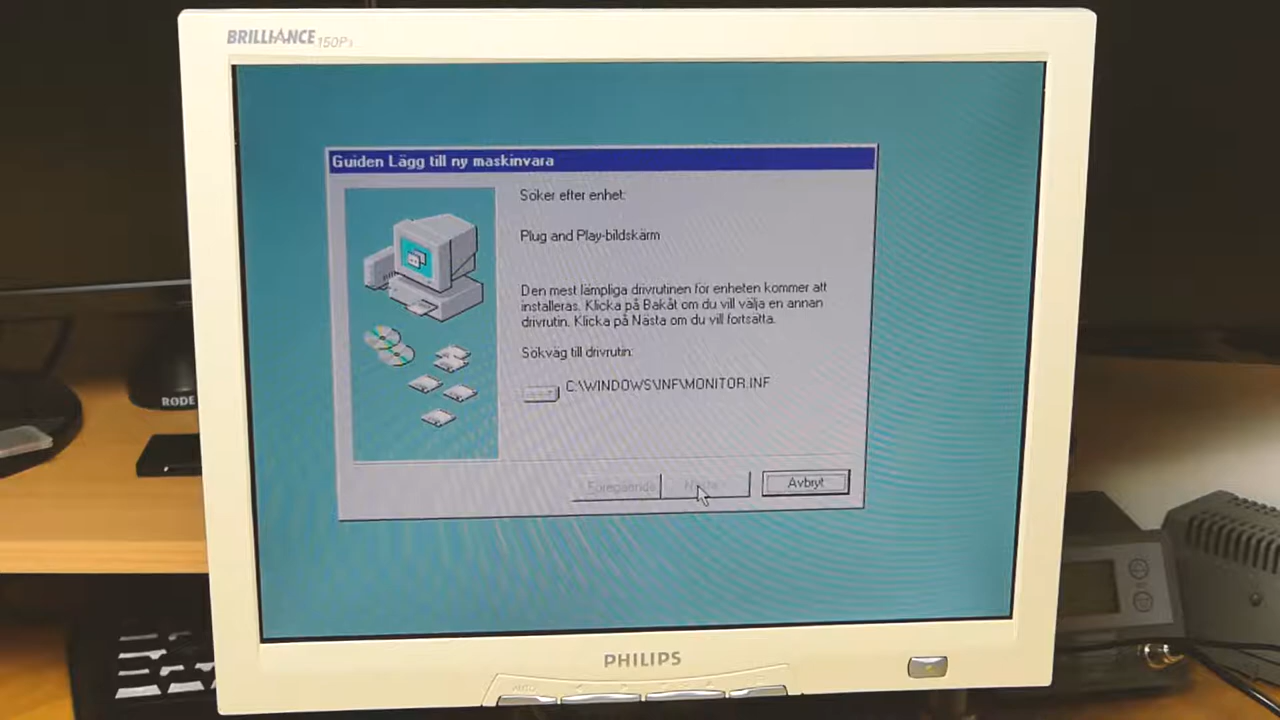 BRILLIANCE 150P
Guiden Lägg till ny maskinvara
Söker efter enhet:
Plug and Play-bildskärm
Den mest lämpliga drivrutinen för enheten kommer att
installeras. Klicka på Bakåt om du vill välja en annan
drivrutin. Klicka på Nästa om du vill fortsätta.
Sökväg till drivrutin:
C:\WINDOWS\INF\MONITOR.INF
Föregående
Avbryt
RØDE
PHILIPS
AUTO